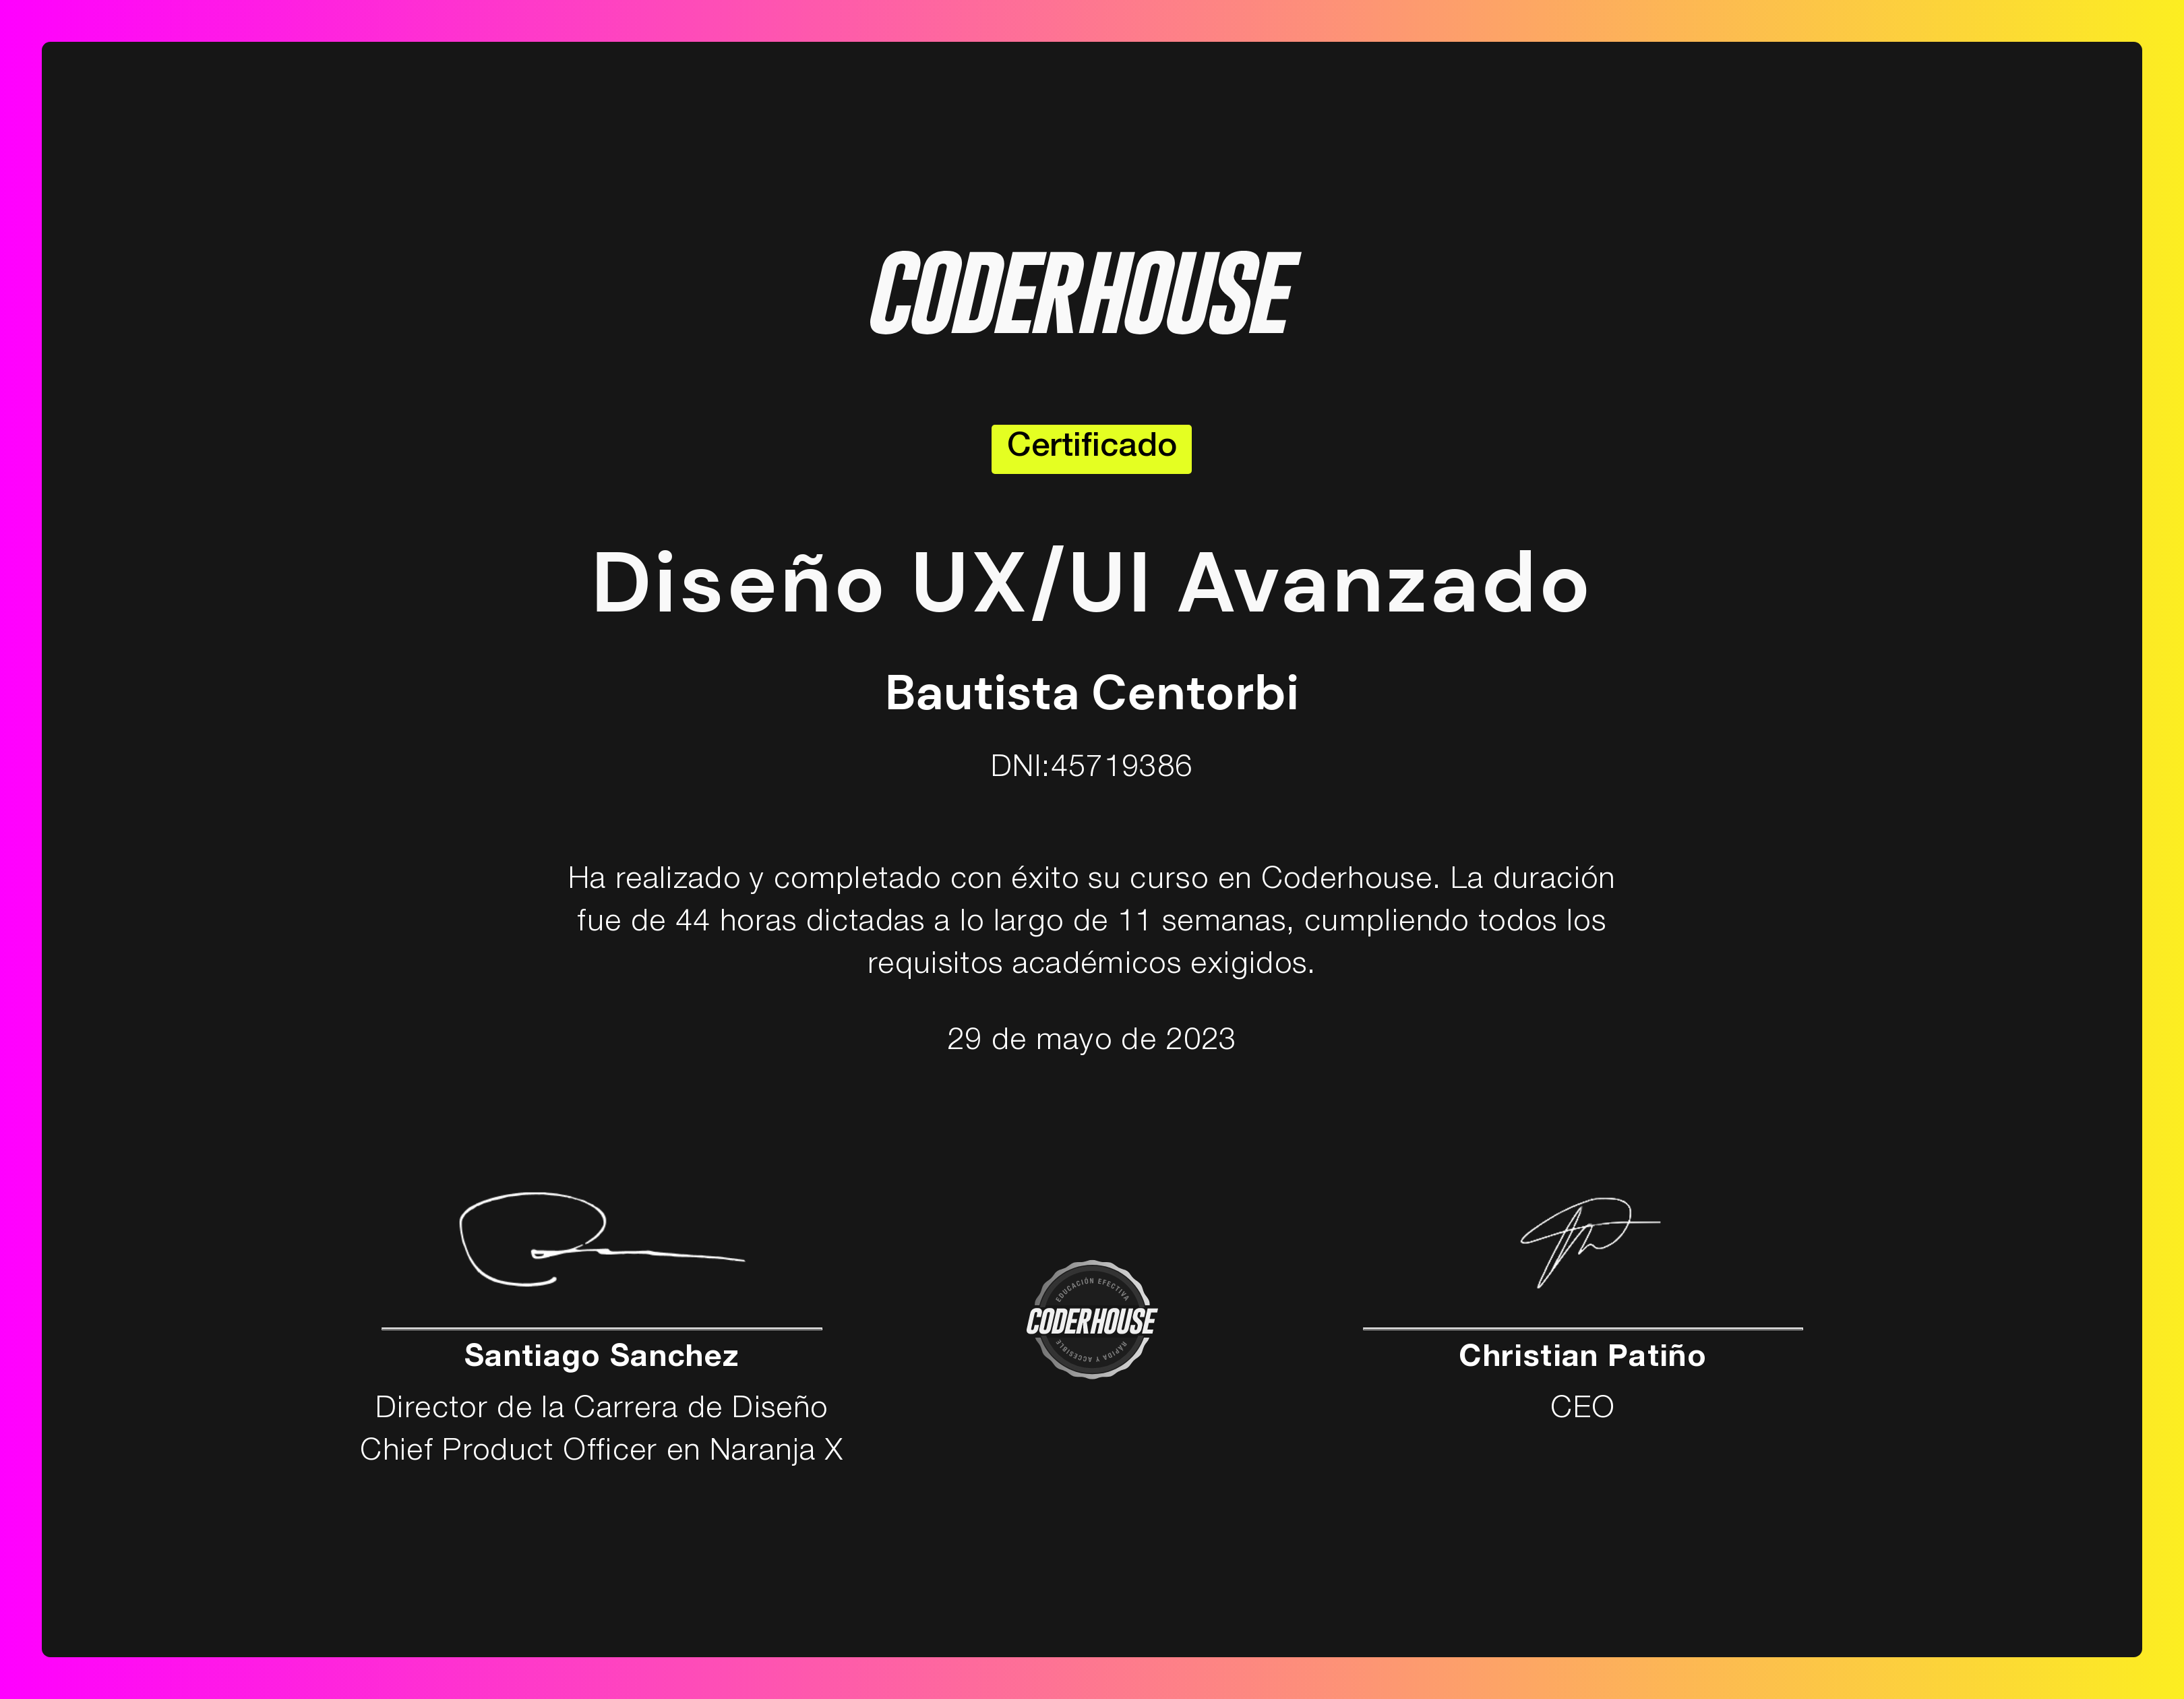 CODERHOUSE
Certificado
Diseño UX/UI Avanzado
Bautista Centorbi
DNI:45719386
Ha realizado y completado con éxito su curso en Coderhouse. La duración
fue de 44 horas dictadas a lo largo de 11 semanas, cumpliendo todos los
requisitos académicos exigidos.
29 de mayo de 2023
EDUCACIÓN EFECTIVA
CODERHOUSE
RÁPIDA Y ACCESIBLE
Santiago Sanchez
Director de la Carrera de Diseño
Chief Product Officer en Naranja X
Christian Patiño
CEO